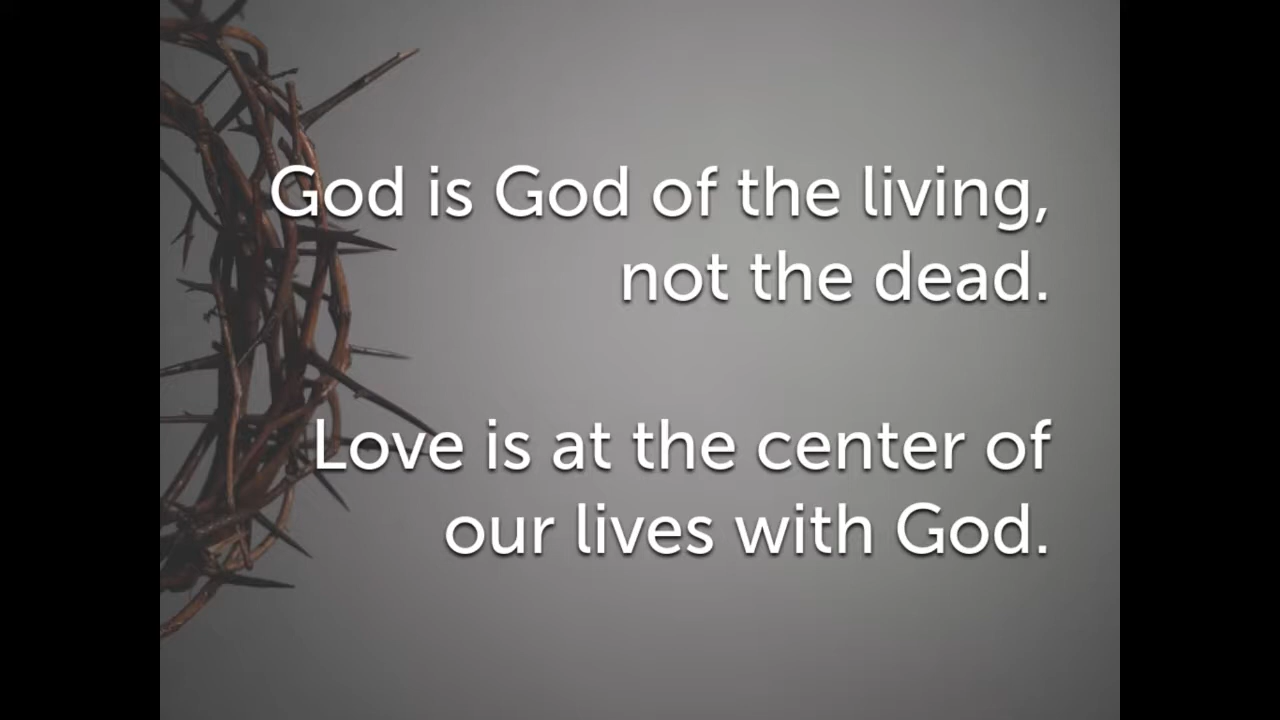 God is God of the living,
not the dead.
Love is at the center of
our lives with God.